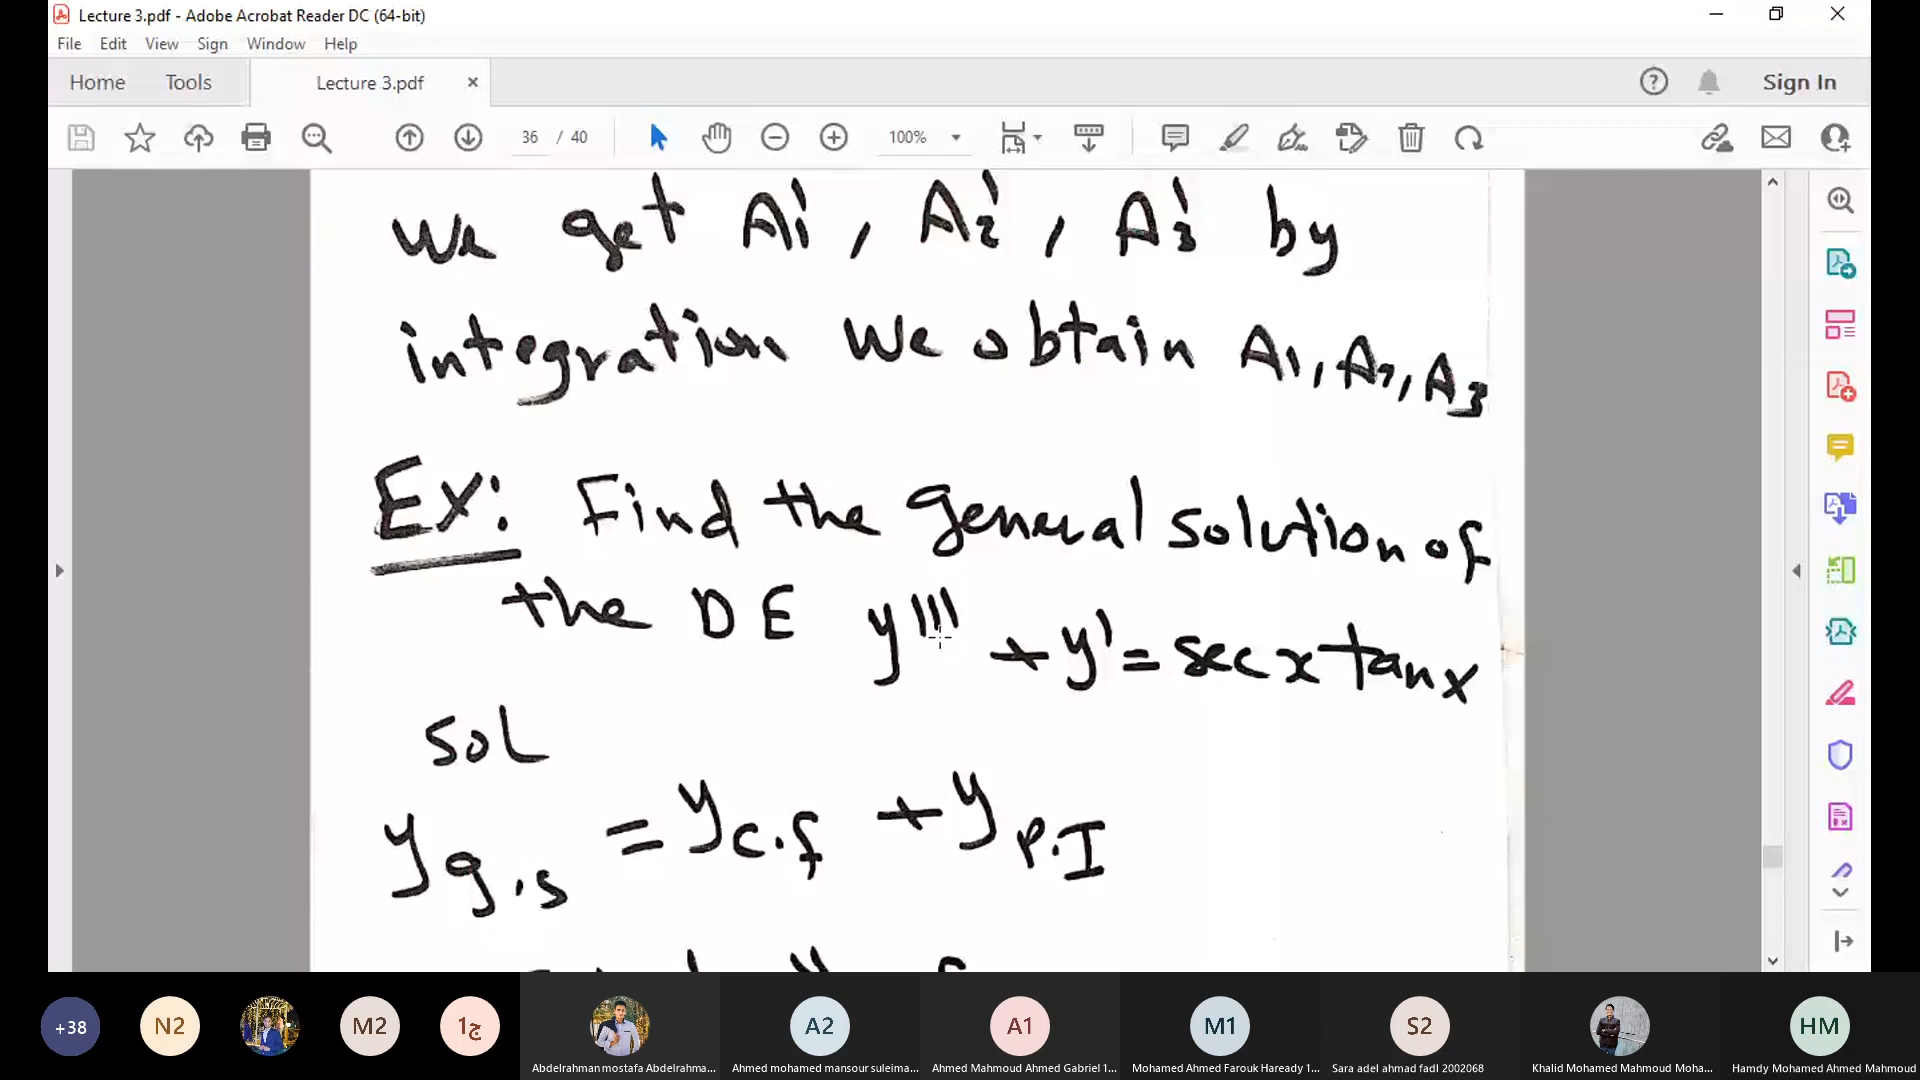 Lecture 3.pdf - Adobe Acrobat Reader DC (64-bit)
File Edit View Sign Window Help
Home Tools Lecture 3.pdf × Sign In
36 / 40 100%
We get A1', A2', A3' by
integration We obtain A1, A2, A3
Ex: Find the general solution of
the DE y''' + y' = sec x tan x
sol
y g.s = y c.f + y P.I
+38 N2 M2 ج1 A2 A1 M1 S2 HM
Abdelrahman mostafa Abdelrahma... Ahmed mohamed mansour suleima... Ahmed Mahmoud Ahmed Gabriel 1... Mohamed Ahmed Farouk Haready 1... Sara adel ahmad fadl 2002068 Khalid Mohamed Mahmoud Moha... Hamdy Mohamed Ahmed Mahmoud